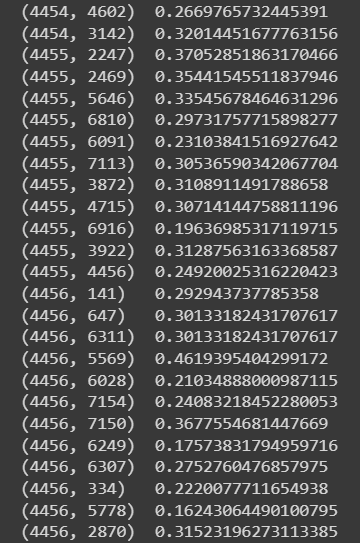 (4454, 4602) 0.2669765732445391
(4454, 3142) 0.32014451677763156
(4455, 2247) 0.37052851863170466
(4455, 2469) 0.35441545511837946
(4455, 5646) 0.33545678464631296
(4455, 6810) 0.29731757715898277
(4455, 6091) 0.23103841516927642
(4455, 7113) 0.30536590342067704
(4455, 3872) 0.3108911491788658
(4455, 4715) 0.30714144758811196
(4455, 6916) 0.19636985317119715
(4455, 3922) 0.31287563163368587
(4455, 4456) 0.24920025316220423
(4456, 141) 0.292943737785358
(4456, 647) 0.30133182431707617
(4456, 6311) 0.30133182431707617
(4456, 5569) 0.4619395404299172
(4456, 6028) 0.21034888000987115
(4456, 7154) 0.24083218452280053
(4456, 7150) 0.3677554681447669
(4456, 6249) 0.17573831794959716
(4456, 6307) 0.2752760476857975
(4456, 334) 0.2220077711654938
(4456, 5778) 0.16243064490100795
(4456, 2870) 0.31523196273113385